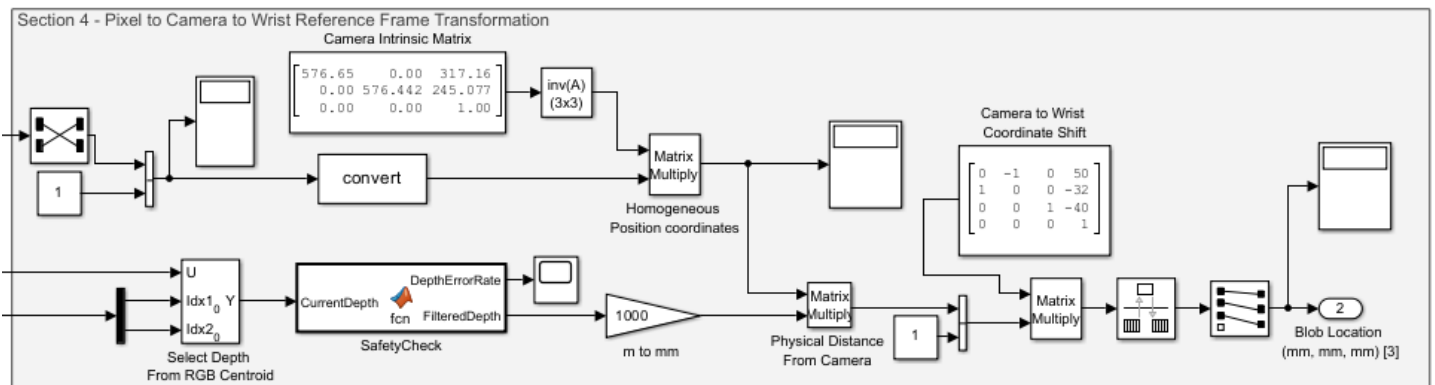 Section 4 - Pixel to Camera to Wrist Reference Frame Transformation
Camera Intrinsic Matrix
576.65 0.00 317.16
0.00 576.442 245.077
0.00 0.00 1.00
inv(A)
(3x3)
1
convert
Matrix
Multiply
Homogeneous
Position coordinates
Camera to Wrist
Coordinate Shift
0 -1 0 50
1 0 0 -32
0 0 1 -40
0 0 0 1
U
Idx1 0 Y
Idx2 0
Select Depth
From RGB Centroid
CurrentDepth
fcn
DepthErrorRate
FilteredDepth
SafetyCheck
1000
m to mm
Matrix
Multiply
Physical Distance
From Camera
1
Matrix
Multiply
2
Blob Location
(mm, mm, mm) [3]